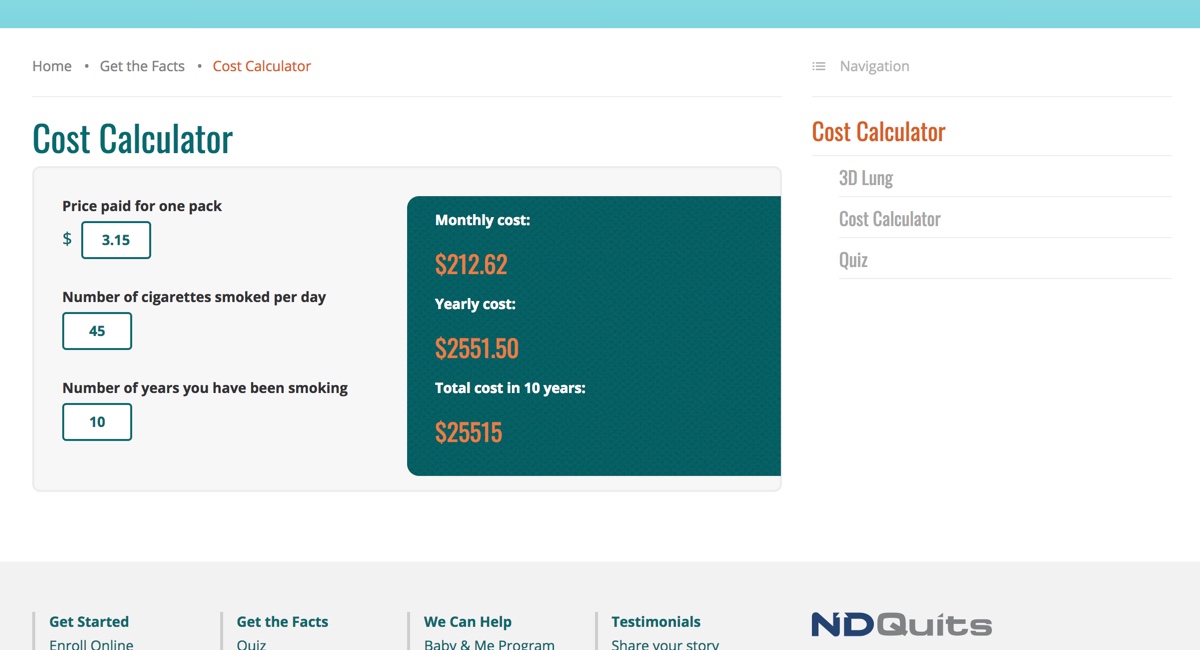 Home • Get the Facts • Cost Calculator
Navigation
Cost Calculator
Price paid for one pack
$ 3.15
Number of cigarettes smoked per day
45
Number of years you have been smoking
10
Monthly cost:
$212.62
Yearly cost:
$2551.50
Total cost in 10 years:
$25515
Cost Calculator
3D Lung
Cost Calculator
Quiz
Get Started
Enroll Online
Get the Facts
Quiz
We Can Help
Baby & Me Program
Testimonials
Share your story
NDQuits